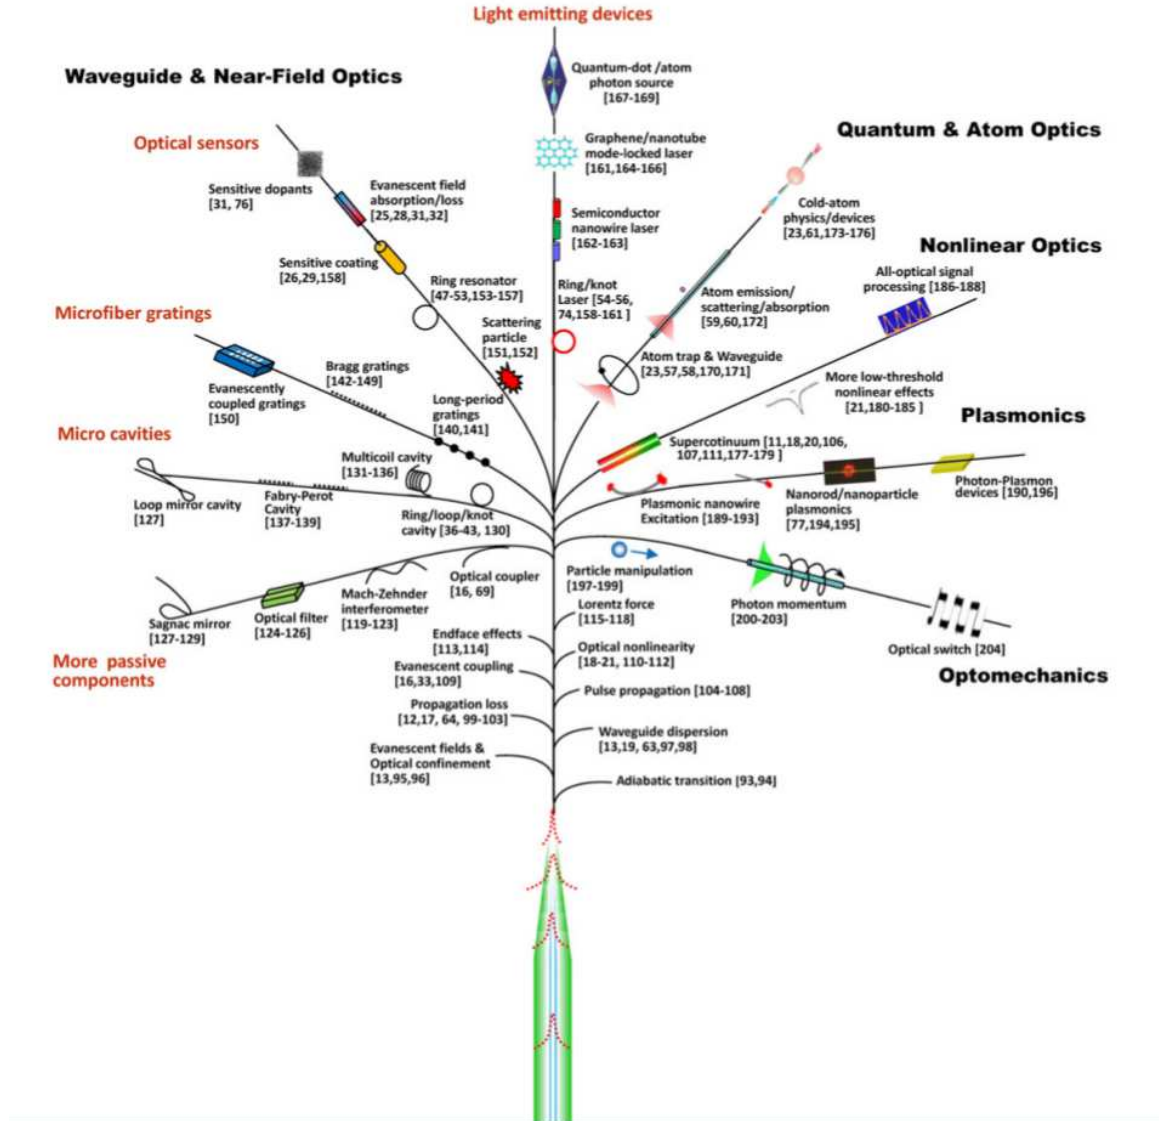 Light emitting devices
Waveguide & Near-Field Optics
Quantum-dot /atom
photon source
[167-169]
Quantum & Atom Optics
Optical sensors
Graphene/nanotube
mode-locked laser
[161,164-166]
Sensitive dopants
[31, 76]
Evanescent field
absorption/loss
[25,28,31,32]
Semiconductor
nanowire laser
[162-163]
Cold-atom
physics/devices
[23,61,173-176]
Nonlinear Optics
Sensitive coating
[26,29,158]
Ring resonator
[47-53,153-157]
Ring/knot
Laser [54-56,
74,158-161 ]
Atom emission/
scattering/absorption
[59,60,172]
All-optical signal
processing [186-188]
Microfiber gratings
Scattering
particle
[151,152]
Atom trap & Waveguide
[23,57,58,170,171]
Bragg gratings
[142-149]
Evanescently
coupled gratings
[150]
Long-period
gratings
[140,141]
More low-threshold
nonlinear effects
[21,180-185 ]
Plasmonics
Micro cavities
Multicoil cavity
[131-136]
Supercotinuum [11,18,20,106,
107,111,177-179 ]
Loop mirror cavity
[127]
Fabry-Perot
Cavity
[137-139]
Ring/loop/knot
cavity [36-43, 130]
Plasmonic nanowire
Excitation [189-193]
Nanorod/nanoparticle
plasmonics
[77,194,195]
Photon-Plasmon
devices [190,196]
Optical coupler
[16, 69]
Particle manipulation
[197-199]
Mach-Zehnder
interferometer
[119-123]
Optical filter
[124-126]
Sagnac mirror
[127-129]
Lorentz force
[115-118]
Photon momentum
[200-203]
Optical switch [204]
Optomechanics
More passive
components
Endface effects
[113,114]
Optical nonlinearity
[18-21, 110-112]
Evanescent coupling
[16,33,109]
Pulse propagation [104-108]
Propagation loss
[12,17, 64, 99-103]
Waveguide dispersion
[13,19, 63,97,98]
Evanescent fields &
Optical confinement
[13,95,96]
Adiabatic transition [93,94]